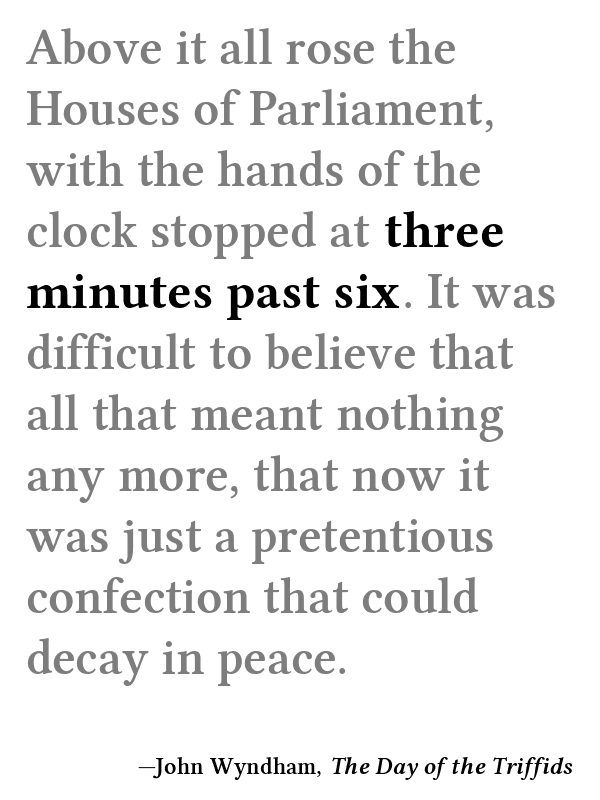 Above it all rose the
Houses of Parliament,
with the hands of the
clock stopped at three
minutes past six. It was
difficult to believe that
all that meant nothing
any more, that now it
was just a pretentious
confection that could
decay in peace.
—John Wyndham, The Day of the Triffids